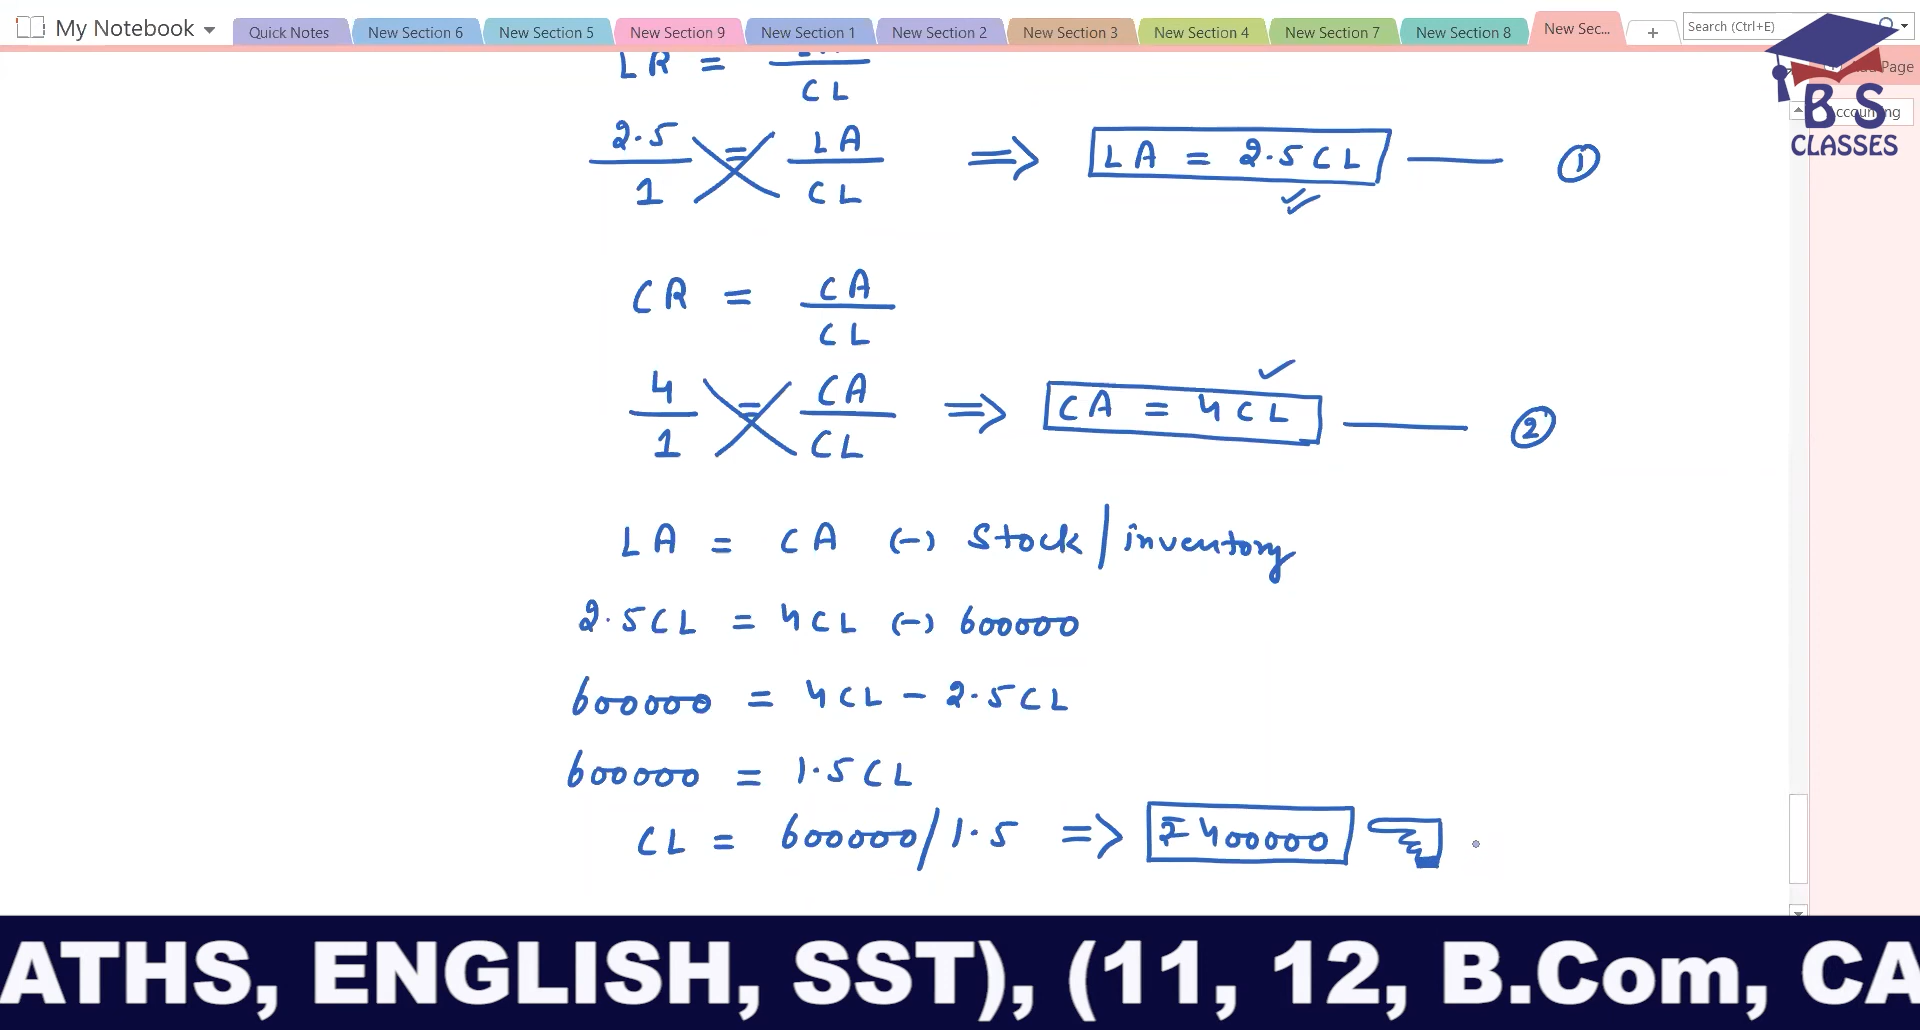 My Notebook
Quick Notes
New Section 6
New Section 5
New Section 9
New Section 1
New Section 2
New Section 3
New Section 4
New Section 7
New Section 8
New Sec...
+
Search (Ctrl+E)
Page
Accounting
BS
CLASSES
LR =
CL
2.5/1 = LA/CL ⇒ LA = 2.5CL ①
CR = CA/CL
4/1 = CA/CL ⇒ CA = 4CL ②
LA = CA (-) Stock/inventory
2.5CL = 4CL (-) 600000
600000 = 4CL - 2.5CL
600000 = 1.5CL
CL = 600000/1.5 ⇒ ₹400000
ATHS, ENGLISH, SST), (11, 12, B.Com, CA